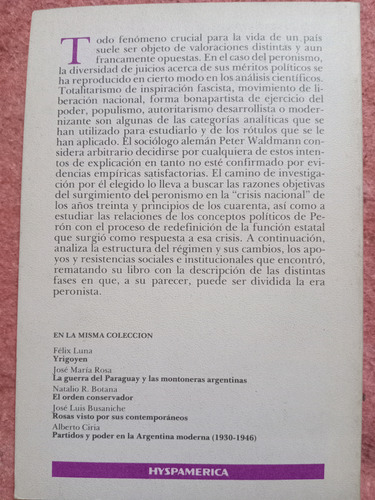 Todo fenómeno crucial para la vida de un país
suele ser objeto de valoraciones distintas y aun
francamente opuestas. En el caso del peronismo,
la diversidad de juicios acerca de sus méritos políticos se
ha reproducido en cierto modo en los análisis científicos.
Totalitarismo de inspiración fascista, movimiento de li-
beración nacional, forma bonapartista de ejercicio del
poder, populismo, autoritarismo desarrollista o moder-
nizante son algunas de las categorías analíticas que se
han utilizado para estudiarlo y de los rótulos que se le
han aplicado. El sociólogo alemán Peter Waldmann co-
nsidera arbitrario decidirse por cualquiera de estos inten-
tos de explicación en tanto no esté confirmado por evi-
dencias empíricas satisfactorias. El camino de investiga-
ción por él elegido lo lleva a buscar las razones objetivas
del surgimiento del peronismo en la "crisis nacional" de
los años treinta y principios de los cuarenta, así como a
estudiar las relaciones de los conceptos políticos de Pe-
rón con el proceso de redefinición de la función estatal
que surgió como respuesta a esa crisis. A continuación,
analiza la estructura del régimen y sus cambios, los apo-
yos y resistencias sociales e institucionales que encontró,
rematando su libro con la descripción de las distintas
fases en que, a su parecer, puede ser dividida la era
peronista.
EN LA MISMA COLECCION
Félix Luna
Yrigoyen
José María Rosa
La guerra del Paraguay y las montoneras argentinas
Natalio R. Botana
El orden conservador
José Luis Busaniche
Rosas visto por sus contemporáneos
Alberto Ciria
Partidos y poder en la Argentina moderna (1930-1946)
HYSPAMERICA